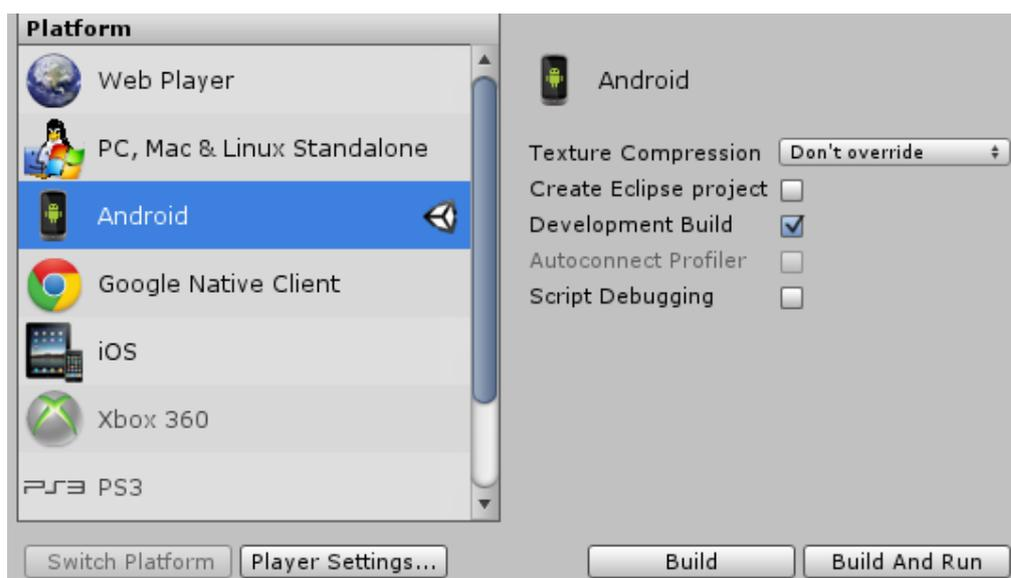 Platform
Web Player
PC, Mac & Linux Standalone
Android
Google Native Client
iOS
Xbox 360
PS3 PS3
Switch Platform
Player Settings...
Android
Texture Compression Don't override
Create Eclipse project
Development Build
Autoconnect Profiler
Script Debugging
Build
Build And Run